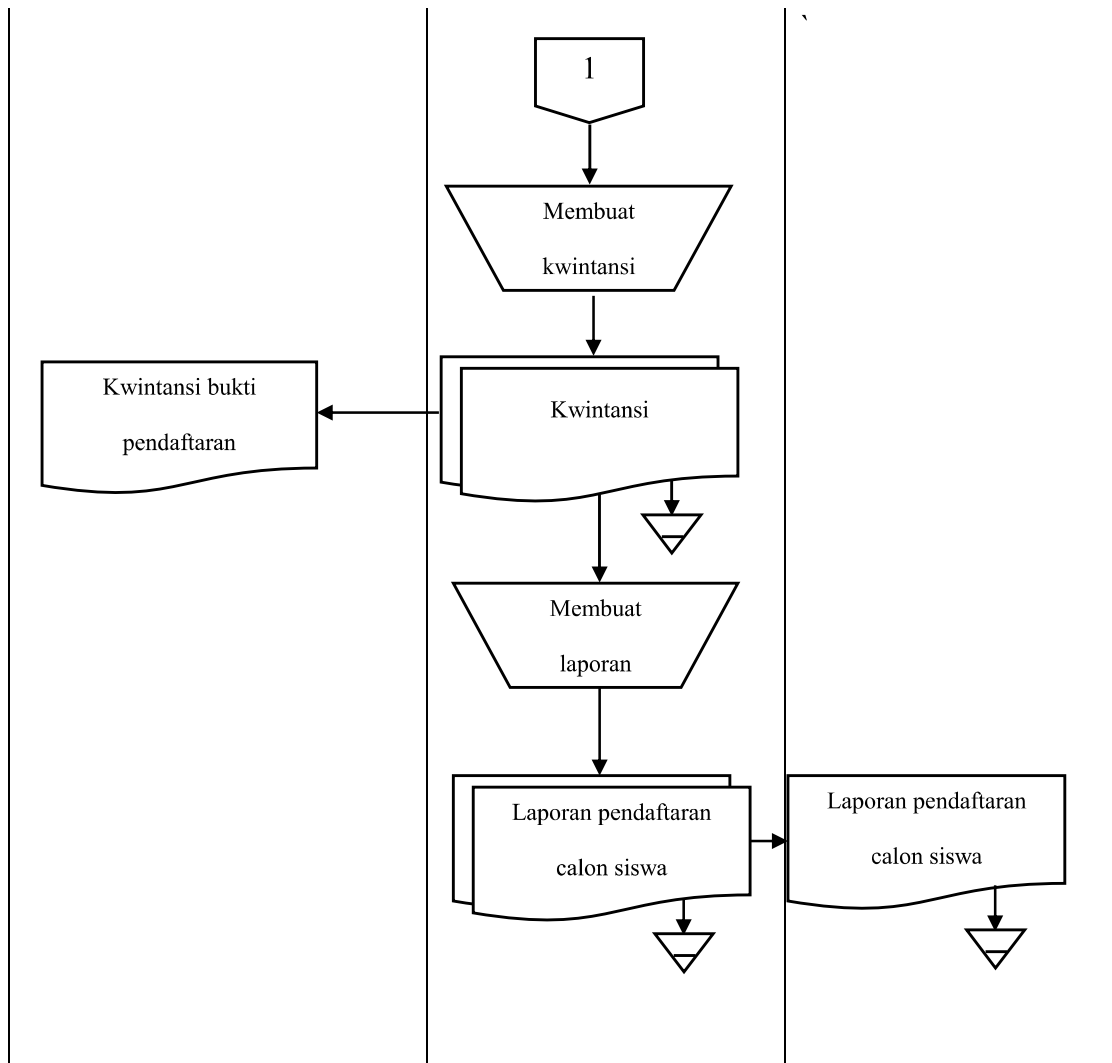 `
1
Membuat
kwintansi
Kwintansi bukti
pendaftaran
Kwintansi
Membuat
laporan
Laporan pendaftaran
calon siswa
Laporan pendaftaran
calon siswa